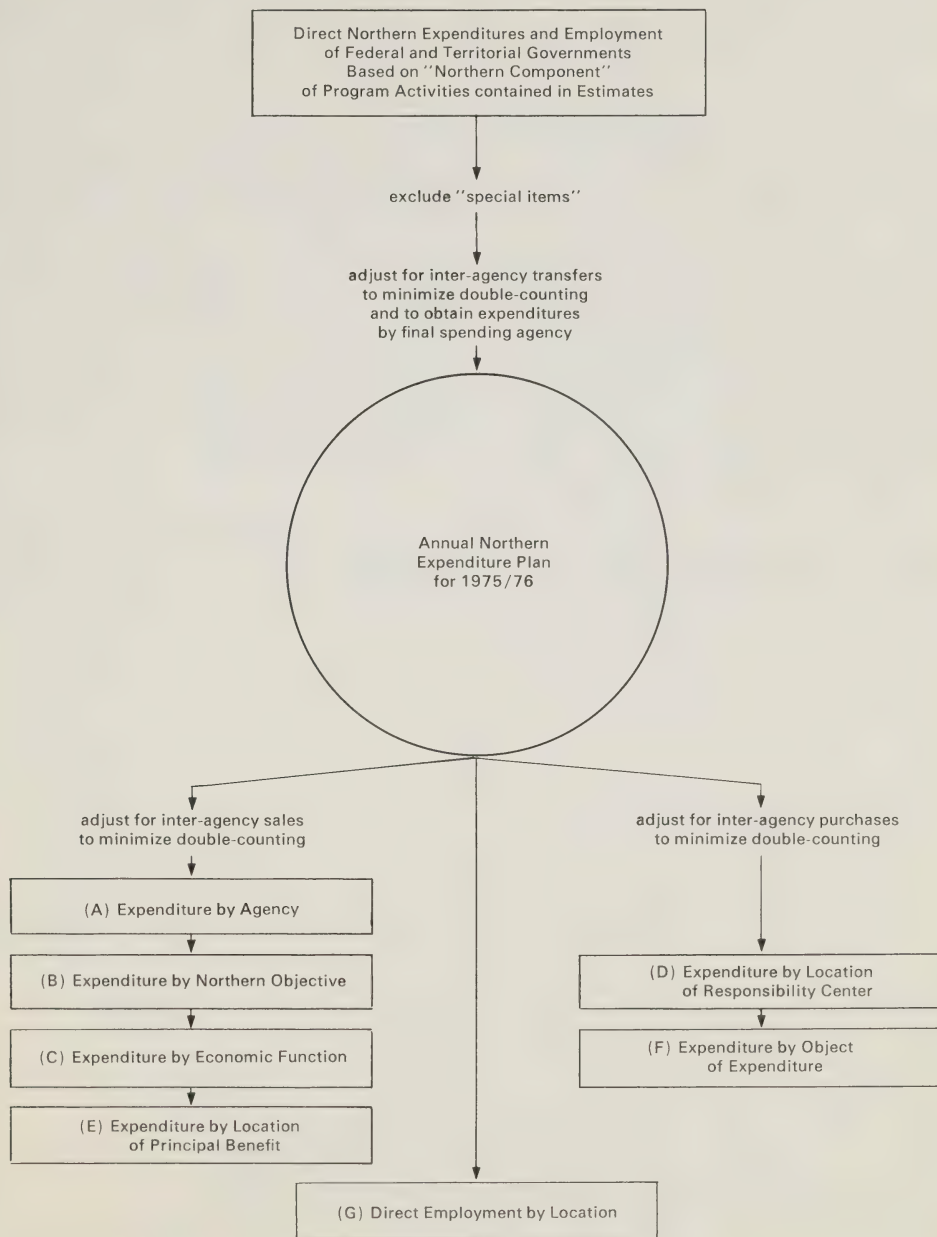 Direct Northern Expenditures and Employment
of Federal and Territorial Governments
Based on "Northern Component"
of Program Activities contained in Estimates
exclude "special items"
adjust for inter-agency transfers
to minimize double-counting
and to obtain expenditures
by final spending agency
Annual Northern
Expenditure Plan
for 1975/76
adjust for inter-agency sales
to minimize double-counting
(A) Expenditure by Agency
(B) Expenditure by Northern Objective
(C) Expenditure by Economic Function
(E) Expenditure by Location
of Principal Benefit
adjust for inter-agency purchases
to minimize double-counting
(D) Expenditure by Location
of Responsibility Center
(F) Expenditure by Object
of Expenditure
(G) Direct Employment by Location